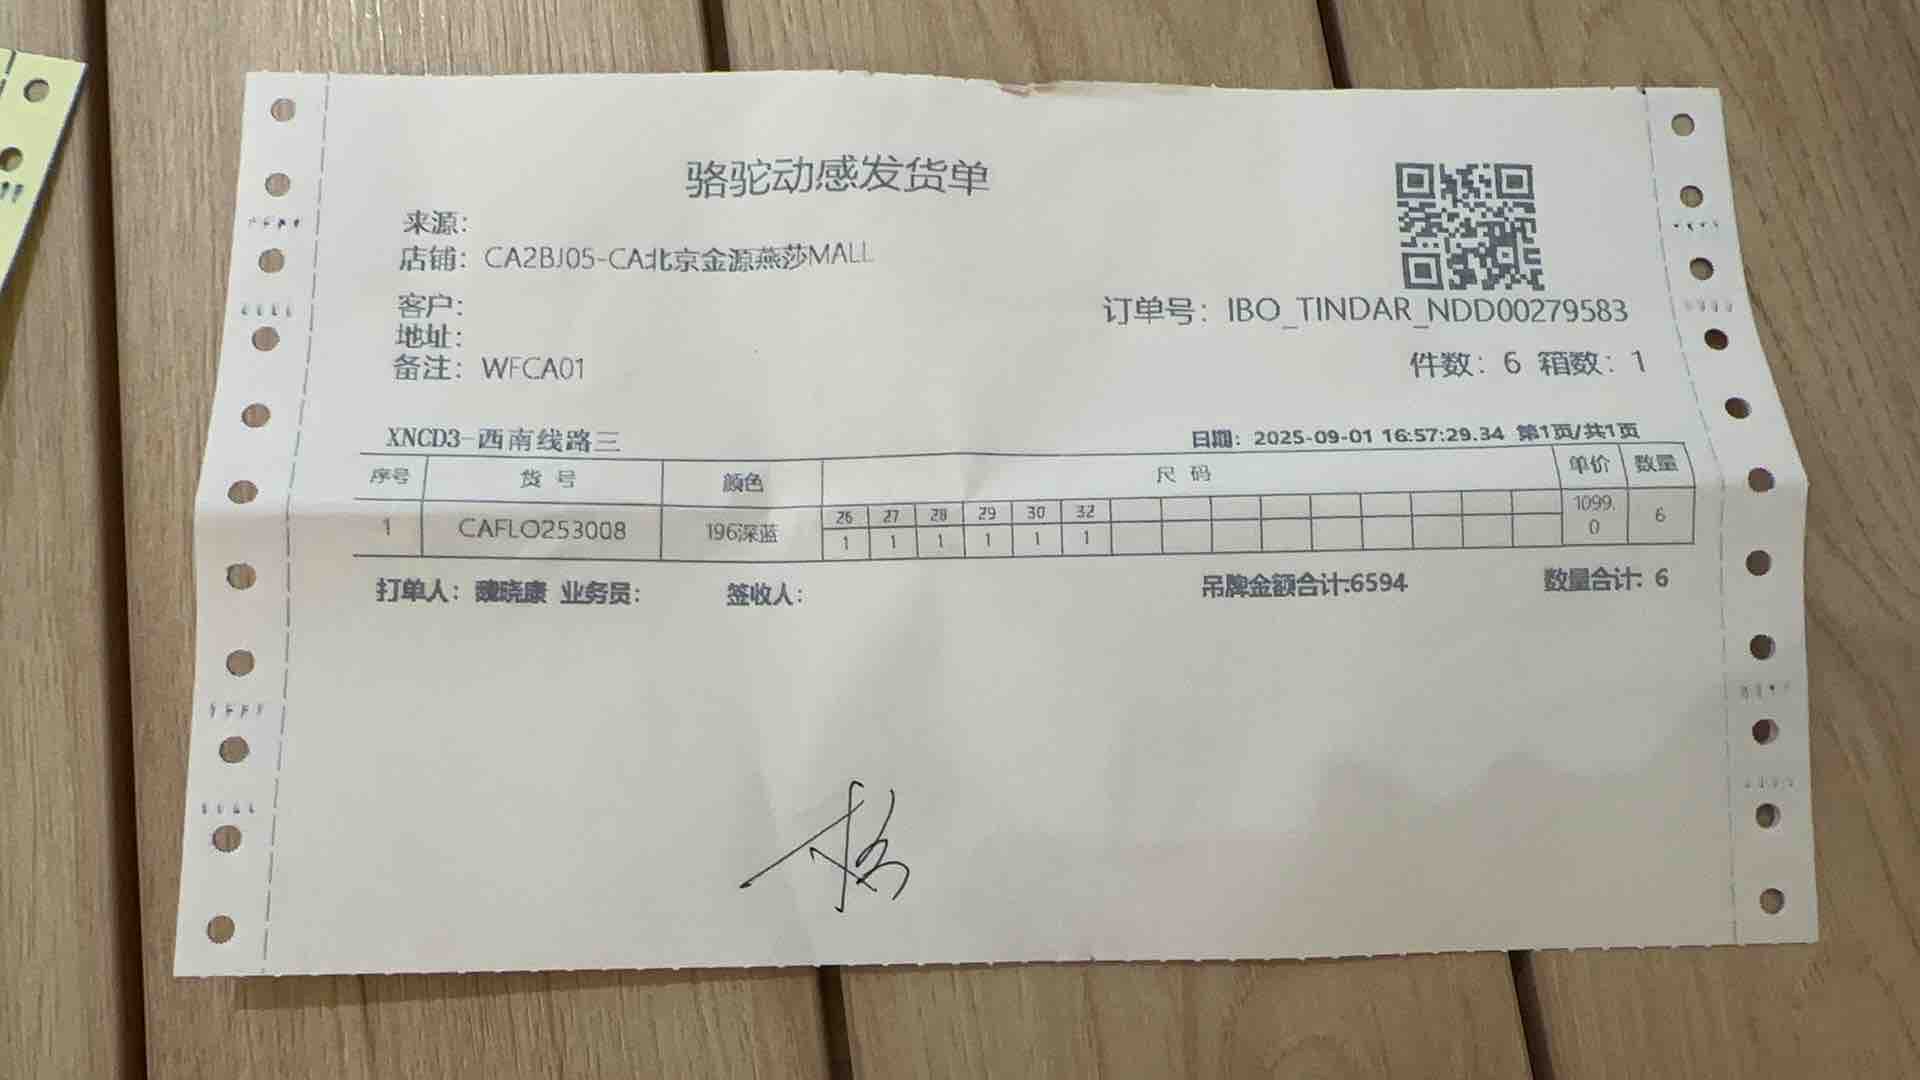 骆驼动感发货单
来源：
店铺：CA2BJ05-CA北京金源燕莎MALL
客户：
地址：
备注：WFCA01
订单号：IBO_TINDAR_NDD00279583
件数：6 箱数：1
XNCD3-西南线路三
日期：2025-09-01 16:57:29.34 第1页/共1页
序号 货号 颜色 尺码 单价 数量
26 27 28 29 30 32
1 CAFLO253008 196深蓝 1 1 1 1 1 1 1099.0 6
打单人：魏晓康 业务员： 签收人： 吊牌金额合计:6594 数量合计: 6